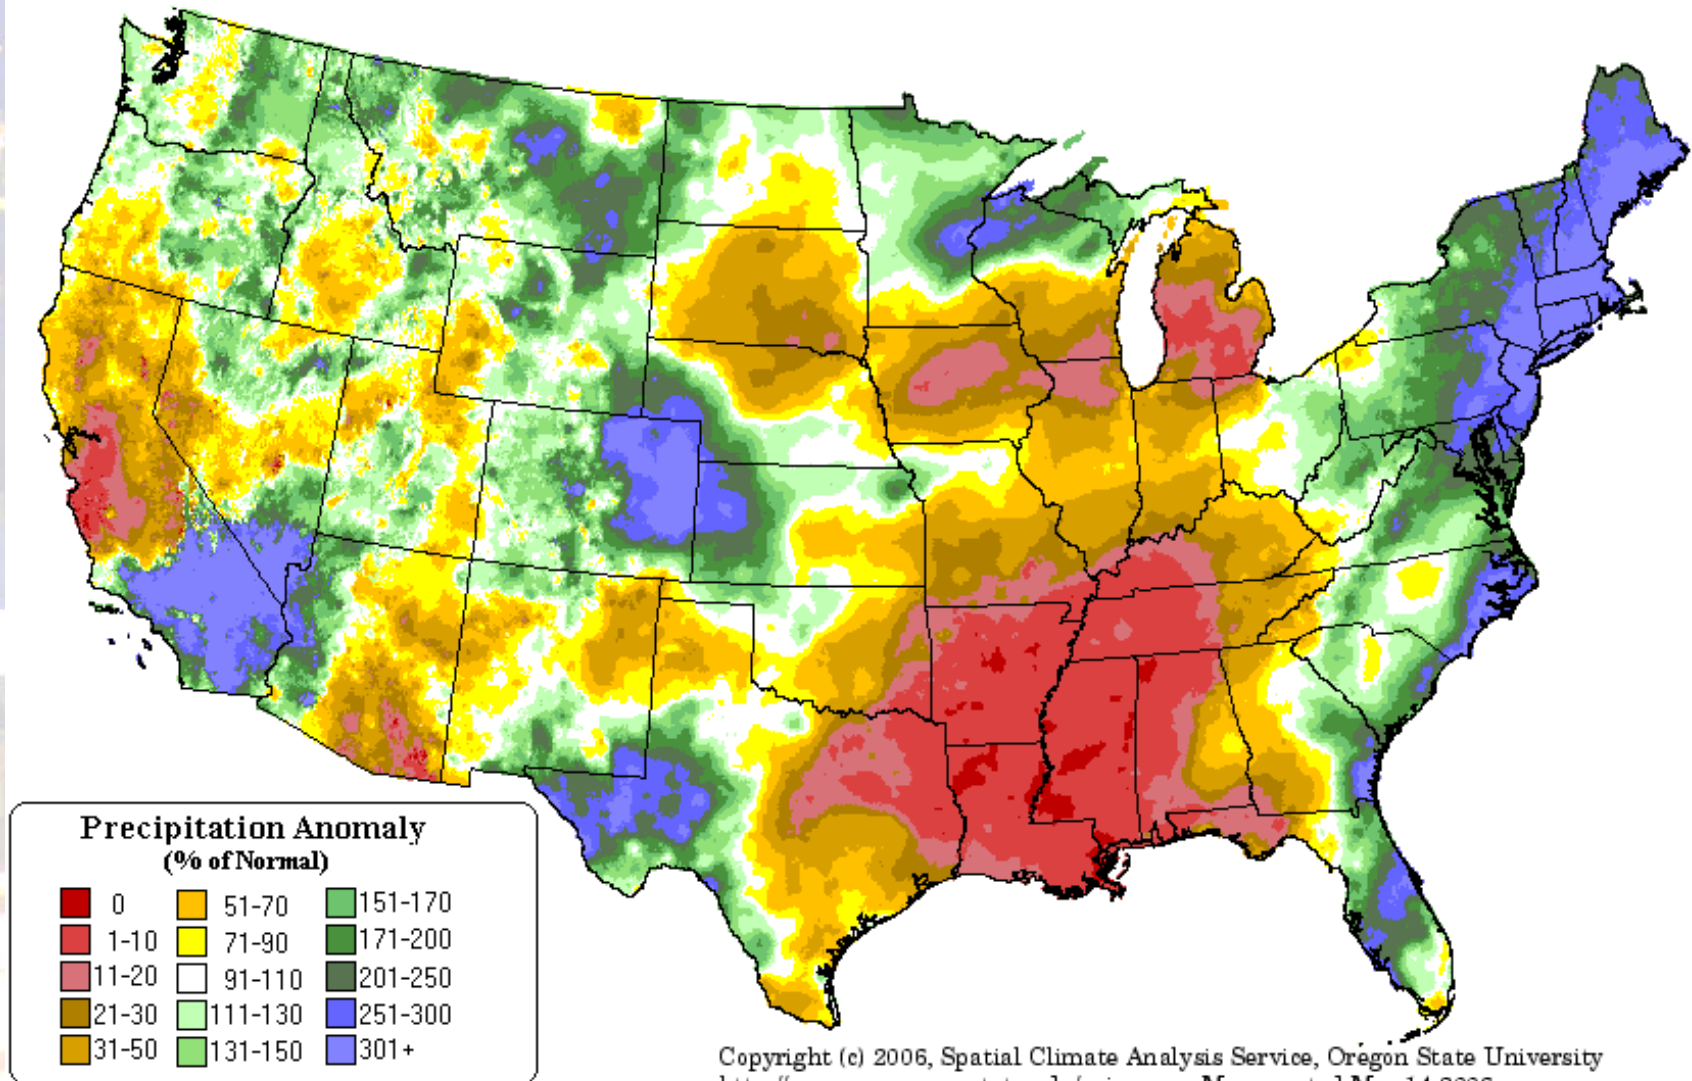 Precipitation Anomaly
(% of Normal)
0 51-70 151-170
1-10 71-90 171-200
11-20 91-110 201-250
21-30 111-130 251-300
31-50 131-150 301+
Copyright (c) 2006, Spatial Climate Analysis Service, Oregon State University